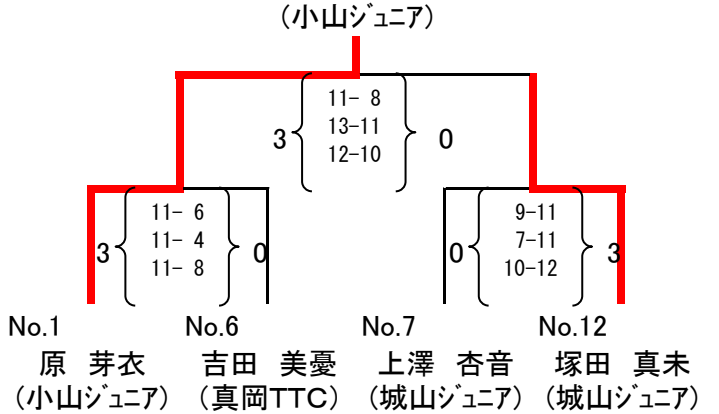 (小山ジュニア)
11- 8
3 13-11 0
12-10
11- 6 9-11
3 11- 4 0 0 7-11 3
11- 8 10-12
No.1 No.6 No.7 No.12
原 芽衣 吉田 美憂 上澤 杏音 塚田 真未
(小山ジュニア) (真岡TTC) (城山ジュニア) (城山ジュニア)